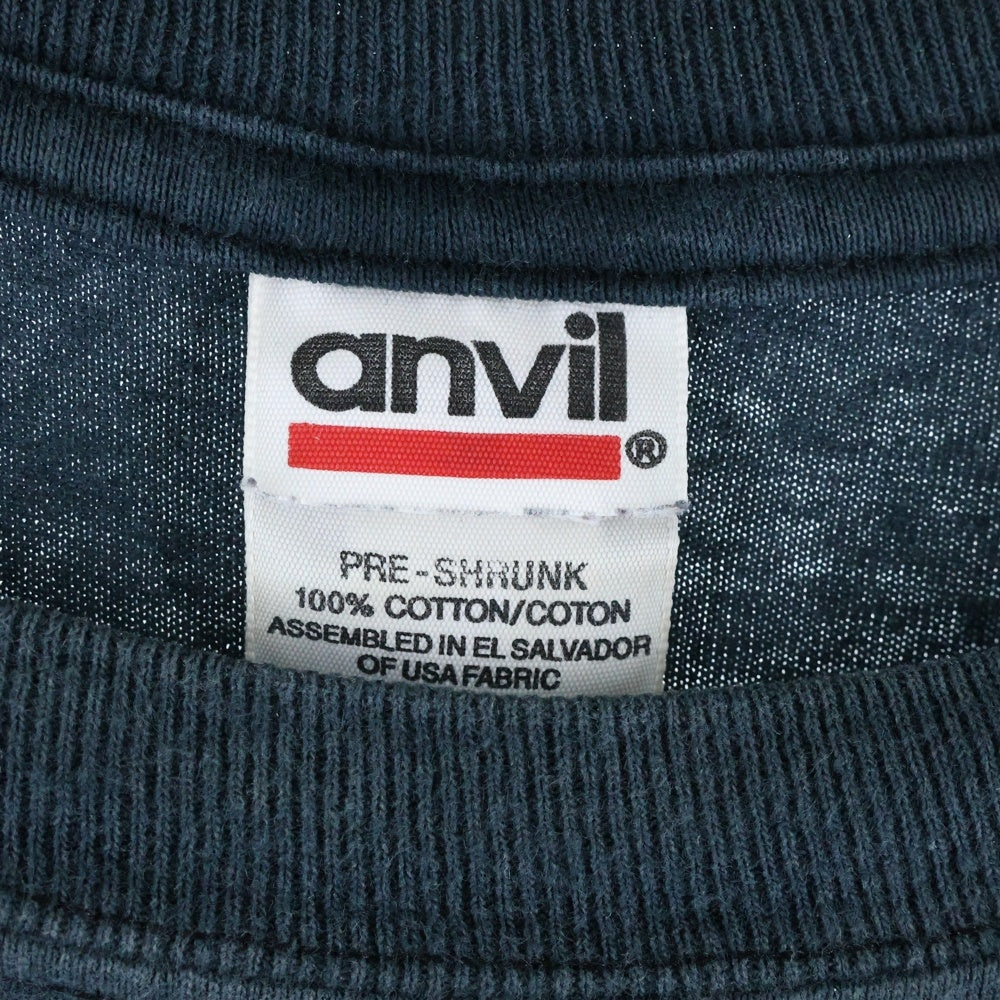 anvil®
PRE-SHRUNK
100% COTTON/COTON
ASSEMBLED IN EL SALVADOR
OF USA FABRIC